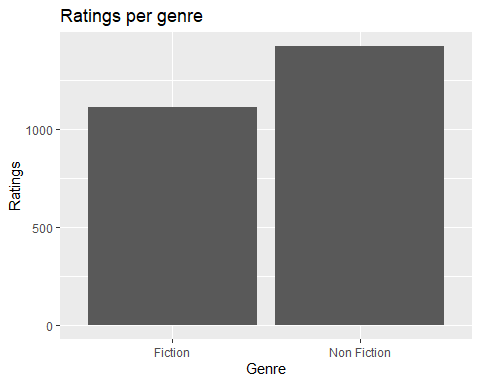 Ratings per genre
Ratings
1000
500
0
Fiction
Non Fiction
Genre